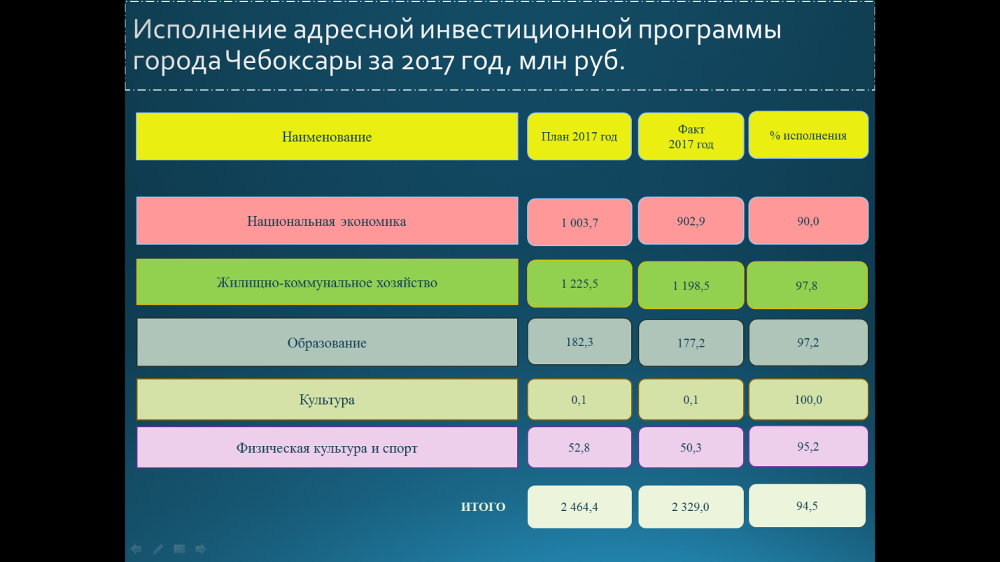 Исполнение адресной инвестиционной программы
города Чебоксары за 2017 год, млн руб.
Наименование
План 2017 год
Факт
2017 год
% исполнения
Национальная экономика
1 003,7
902,9
90,0
Жилищно-коммунальное хозяйство
1 225,5
1 198,5
97,8
Образование
182,3
177,2
97,2
Культура
0,1
0,1
100,0
Физическая культура и спорт
52,8
50,3
95,2
ИТОГО
2 464,4
2 329,0
94,5